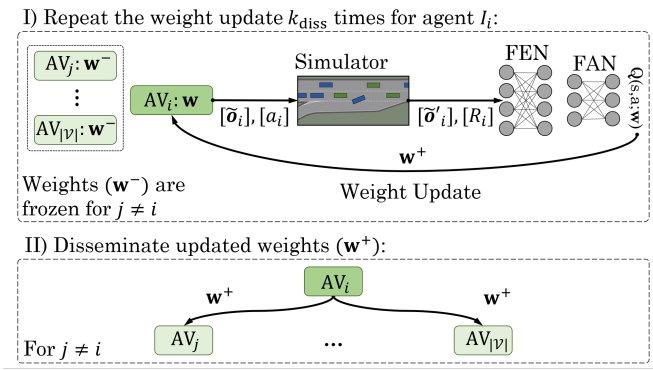 I) Repeat the weight update k_diss times for agent I_i:
AV_j: w⁻
⋮
AV_|𝒱|: w⁻
AV_i: w
Simulator
[õ_i], [a_i]
[õ'_i], [R_i]
FEN
FAN
Q(s,a;w)
w⁺
Weight Update
Weights (w⁻) are
frozen for j ≠ i
II) Disseminate updated weights (w⁺):
AV_i
w⁺
w⁺
AV_j
...
AV_|𝒱|
For j ≠ i